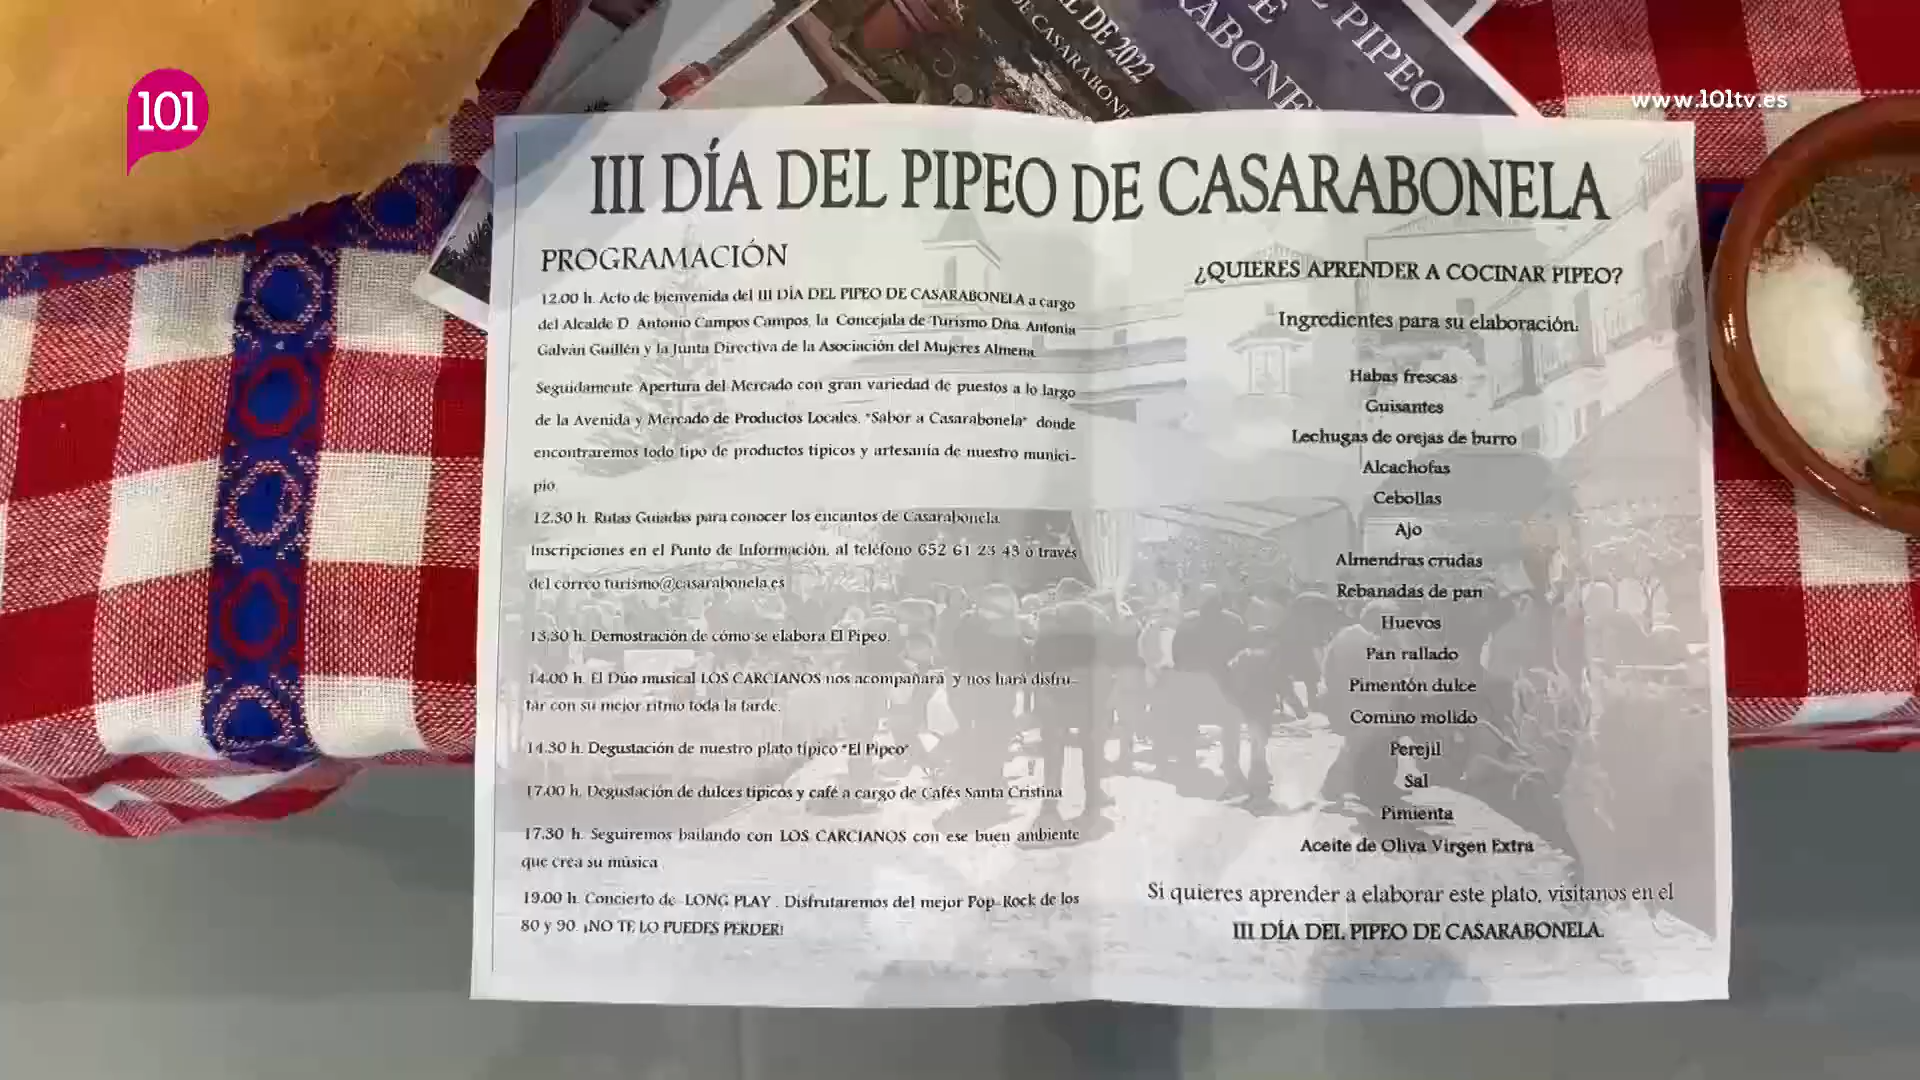 101
www.101tv.es
L DE 2022
DE CASARABON
L PIPEO
E
RABONE
III DÍA DEL PIPEO DE CASARABONELA
PROGRAMACIÓN
12.00 h. Acto de bienvenida del III DÍA DEL PIPEO DE CASARABONELA a cargo
del Alcalde D. Antonio Campos Campos, la Concejala de Turismo Dña. Antonia
Galván Guillén y la Junta Directiva de la Asociación del Mujeres Almena.
Seguidamente Apertura del Mercado con gran variedad de puestos a lo largo
de la Avenida y Mercado de Productos Locales, "Sabor a Casarabonela" donde
encontraremos todo tipo de productos típicos y artesanía de nuestro munici-
pio.
12.30 h. Rutas Guiadas para conocer los encantos de Casarabonela.
Inscripciones en el Punto de Información, al teléfono 652 61 23 43 o través
del correo turismo@casarabonela.es
13.30 h. Demostración de cómo se elabora El Pipeo.
14.00 h. El Dúo musical LOS CARCIANOS nos acompañará y nos hará disfru-
tar con su mejor ritmo toda la tarde.
14.30 h. Degustación de nuestro plato típico "El Pipeo".
17.00 h. Degustación de dulces típicos y café a cargo de Cafés Santa Cristina
17.30 h. Seguiremos bailando con LOS CARCIANOS con ese buen ambiente
que crea su música
19.00 h. Concierto de LONG PLAY . Disfrutaremos del mejor Pop-Rock de los
80 y 90. ¡NO TE LO PUEDES PERDER!
¿QUIERES APRENDER A COCINAR PIPEO?
Ingredientes para su elaboración:
Habas frescas
Guisantes
Lechugas de orejas de burro
Alcachofas
Cebollas
Ajo
Almendras crudas
Rebanadas de pan
Huevos
Pan rallado
Pimentón dulce
Comino molido
Perejil
Sal
Pimienta
Aceite de Oliva Virgen Extra
Si quieres aprender a elaborar este plato, visítanos en el
III DÍA DEL PIPEO DE CASARABONELA.